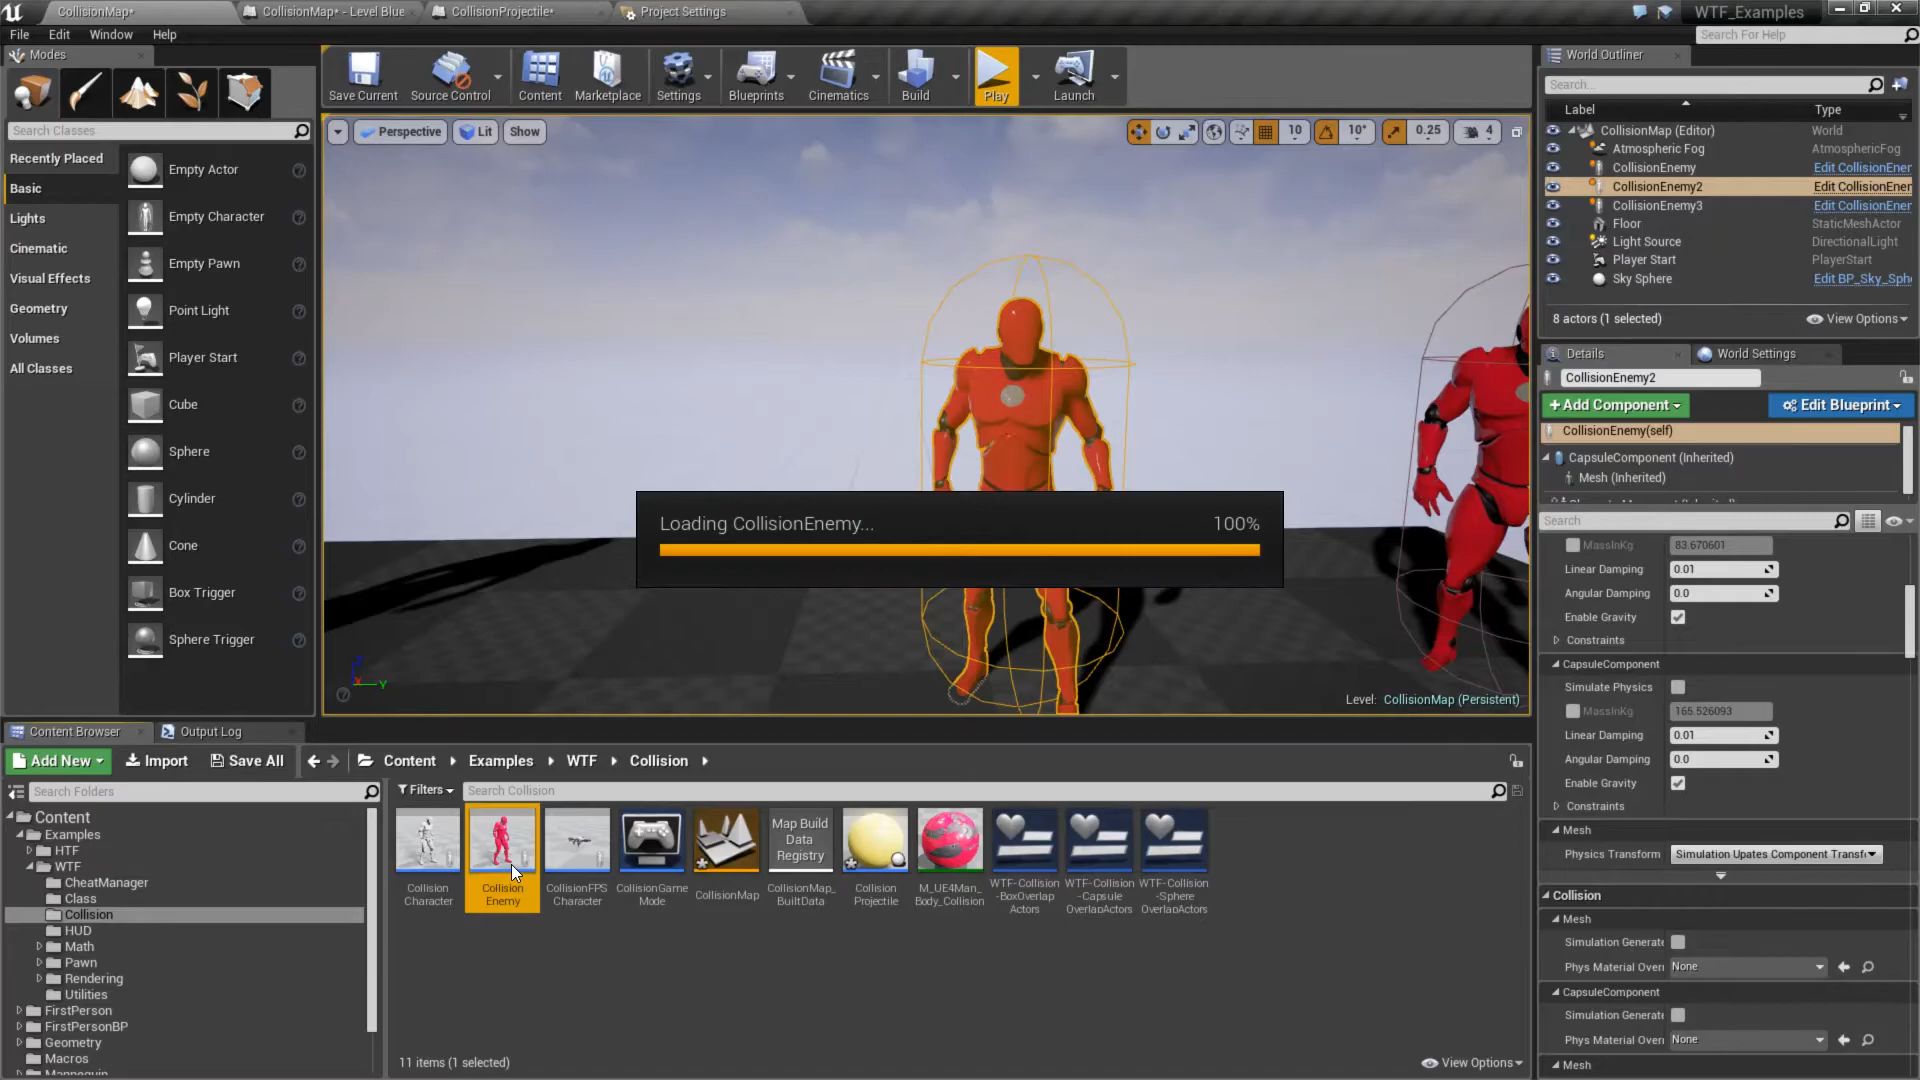 CollisionMap*
CollisionMap* - Level Blue
CollisionProjectile*
Project Settings
WTF_Examples
File Edit Window Help
Search For Help
Modes
Save Current
Source Control
Content
Marketplace
Settings
Blueprints
Cinematics
Build
Play
Launch
Search Classes
Recently Placed
Basic
Lights
Cinematic
Visual Effects
Geometry
Volumes
All Classes
Empty Actor
Empty Character
Empty Pawn
Point Light
Player Start
Cube
Sphere
Cylinder
Cone
Box Trigger
Sphere Trigger
Perspective
Lit
Show
10
10°
0.25
4
Loading CollisionEnemy...
100%
Level: CollisionMap (Persistent)
World Outliner
Search...
Label Type
CollisionMap (Editor) World
Atmospheric Fog AtmosphericFog
CollisionEnemy Edit CollisionEner
CollisionEnemy2 Edit CollisionEner
CollisionEnemy3 Edit CollisionEner
Floor StaticMeshActor
Light Source DirectionalLight
Player Start PlayerStart
Sky Sphere Edit BP_Sky_Sph
8 actors (1 selected)
View Options
Details
World Settings
CollisionEnemy2
+Add Component
Edit Blueprint
CollisionEnemy(self)
CapsuleComponent (Inherited)
Mesh (Inherited)
Search
MassInKg 83.670601
Linear Damping 0.01
Angular Damping 0.0
Enable Gravity
Constraints
CapsuleComponent
Simulate Physics
MassInKg 165.526093
Linear Damping 0.01
Angular Damping 0.0
Enable Gravity
Constraints
Mesh
Physics Transform Simulation Upates Component Transf
Collision
Mesh
Simulation Generate
Phys Material Over None
CapsuleComponent
Simulation Generate
Phys Material Over None
Mesh
Content Browser
Output Log
Add New
Import
Save All
Content
Examples
WTF
Collision
Search Folders
Filters
Search Collision
Content
Examples
HTF
WTF
CheatManager
Class
Collision
HUD
Math
Pawn
Rendering
Utilities
FirstPerson
FirstPersonBP
Geometry
Macros
Mannequin
Collision
Character
Collision
Enemy
CollisionFPS
Character
CollisionGame
Mode
CollisionMap
Map Build
Data
Registry
CollisionMap_
BuiltData
Collision
Projectile
M_UE4Man_
Body_Collision
WTF-Collision
-BoxOverlap
Actors
WTF-Collision
-Capsule
OverlapActors
WTF-Collision
-Sphere
OverlapActors
11 items (1 selected)
View Options